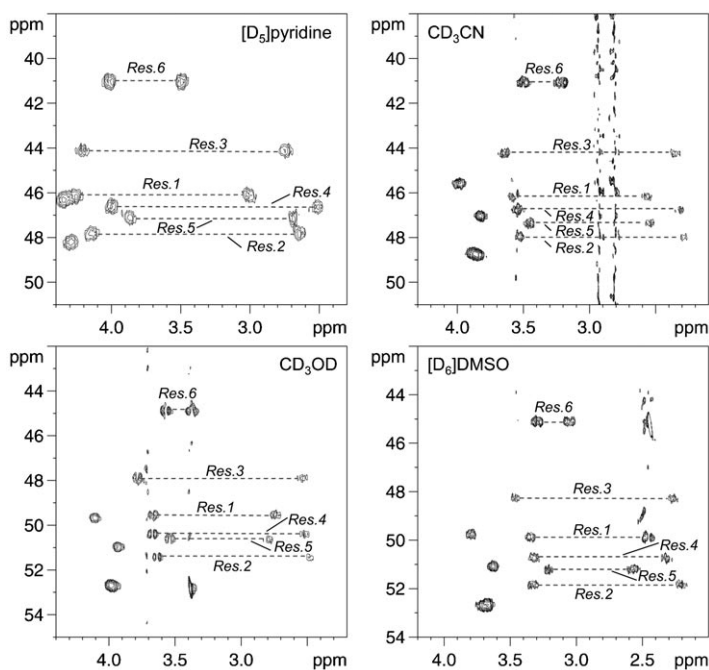 ppm [D5]pyridine
40
42
44
46
48
50
Res.6
Res.3
Res.1
Res.4
Res.5
Res.2
4.0 3.5 3.0 ppm
ppm CD3CN
40
42
44
46
48
50
Res.6
Res.3
Res.1
Res.4
Res.5
Res.2
4.0 3.5 3.0 ppm
ppm CD3OD
44
46
48
50
52
54
Res.6
Res.3
Res.1
Res.4
Res.5
Res.2
4.0 3.5 3.0 ppm
ppm [D6]DMSO
44
46
48
50
52
54
Res.6
Res.3
Res.1
Res.4
Res.5
Res.2
4.0 3.5 3.0 2.5 ppm